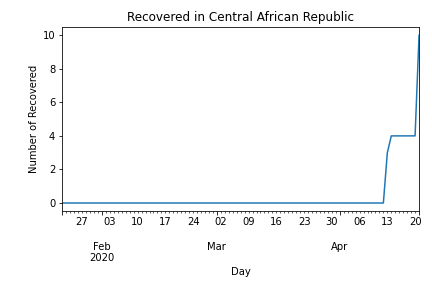 Recovered in Central African Republic
Number of Recovered
10
8
6
4
2
0
27 03 10 17 24 02 09 16 23 30 06 13 20
Feb Mar Apr
2020
Day